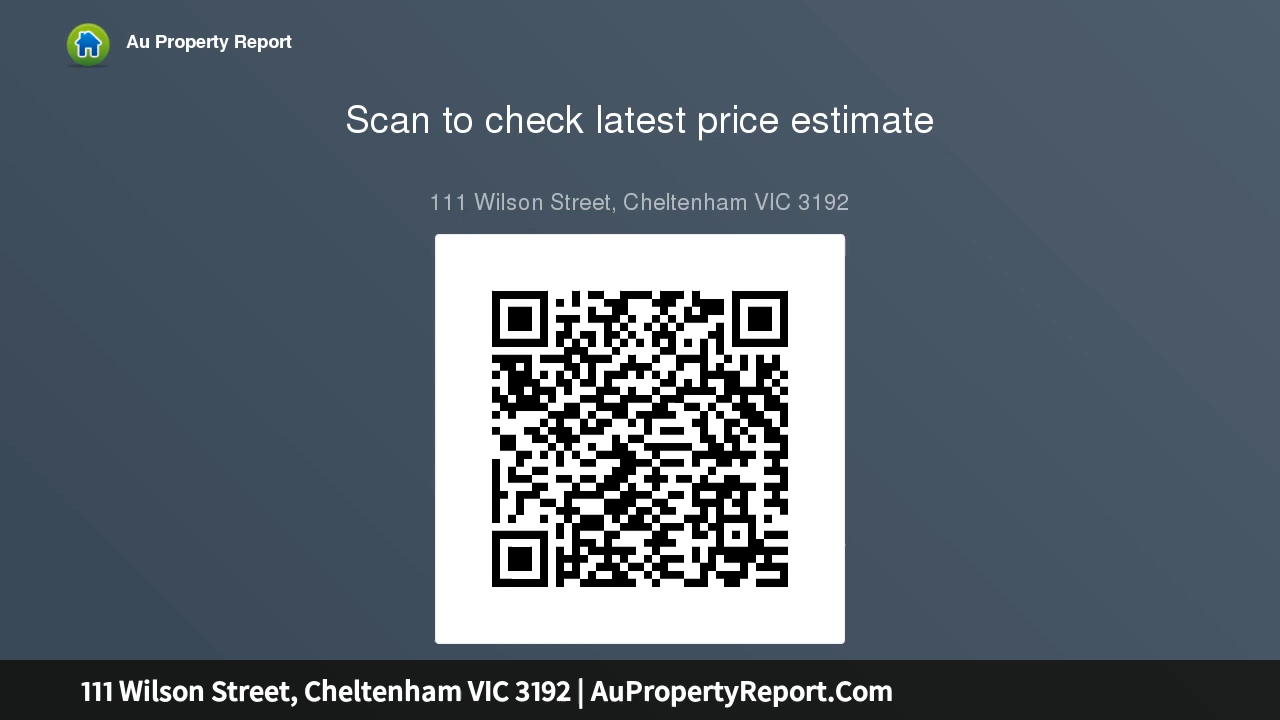 Au Property Report
Scan to check latest price estimate
111 Wilson Street, Cheltenham VIC 3192
111 Wilson Street, Cheltenham VIC 3192 | AuPropertyReport.Com